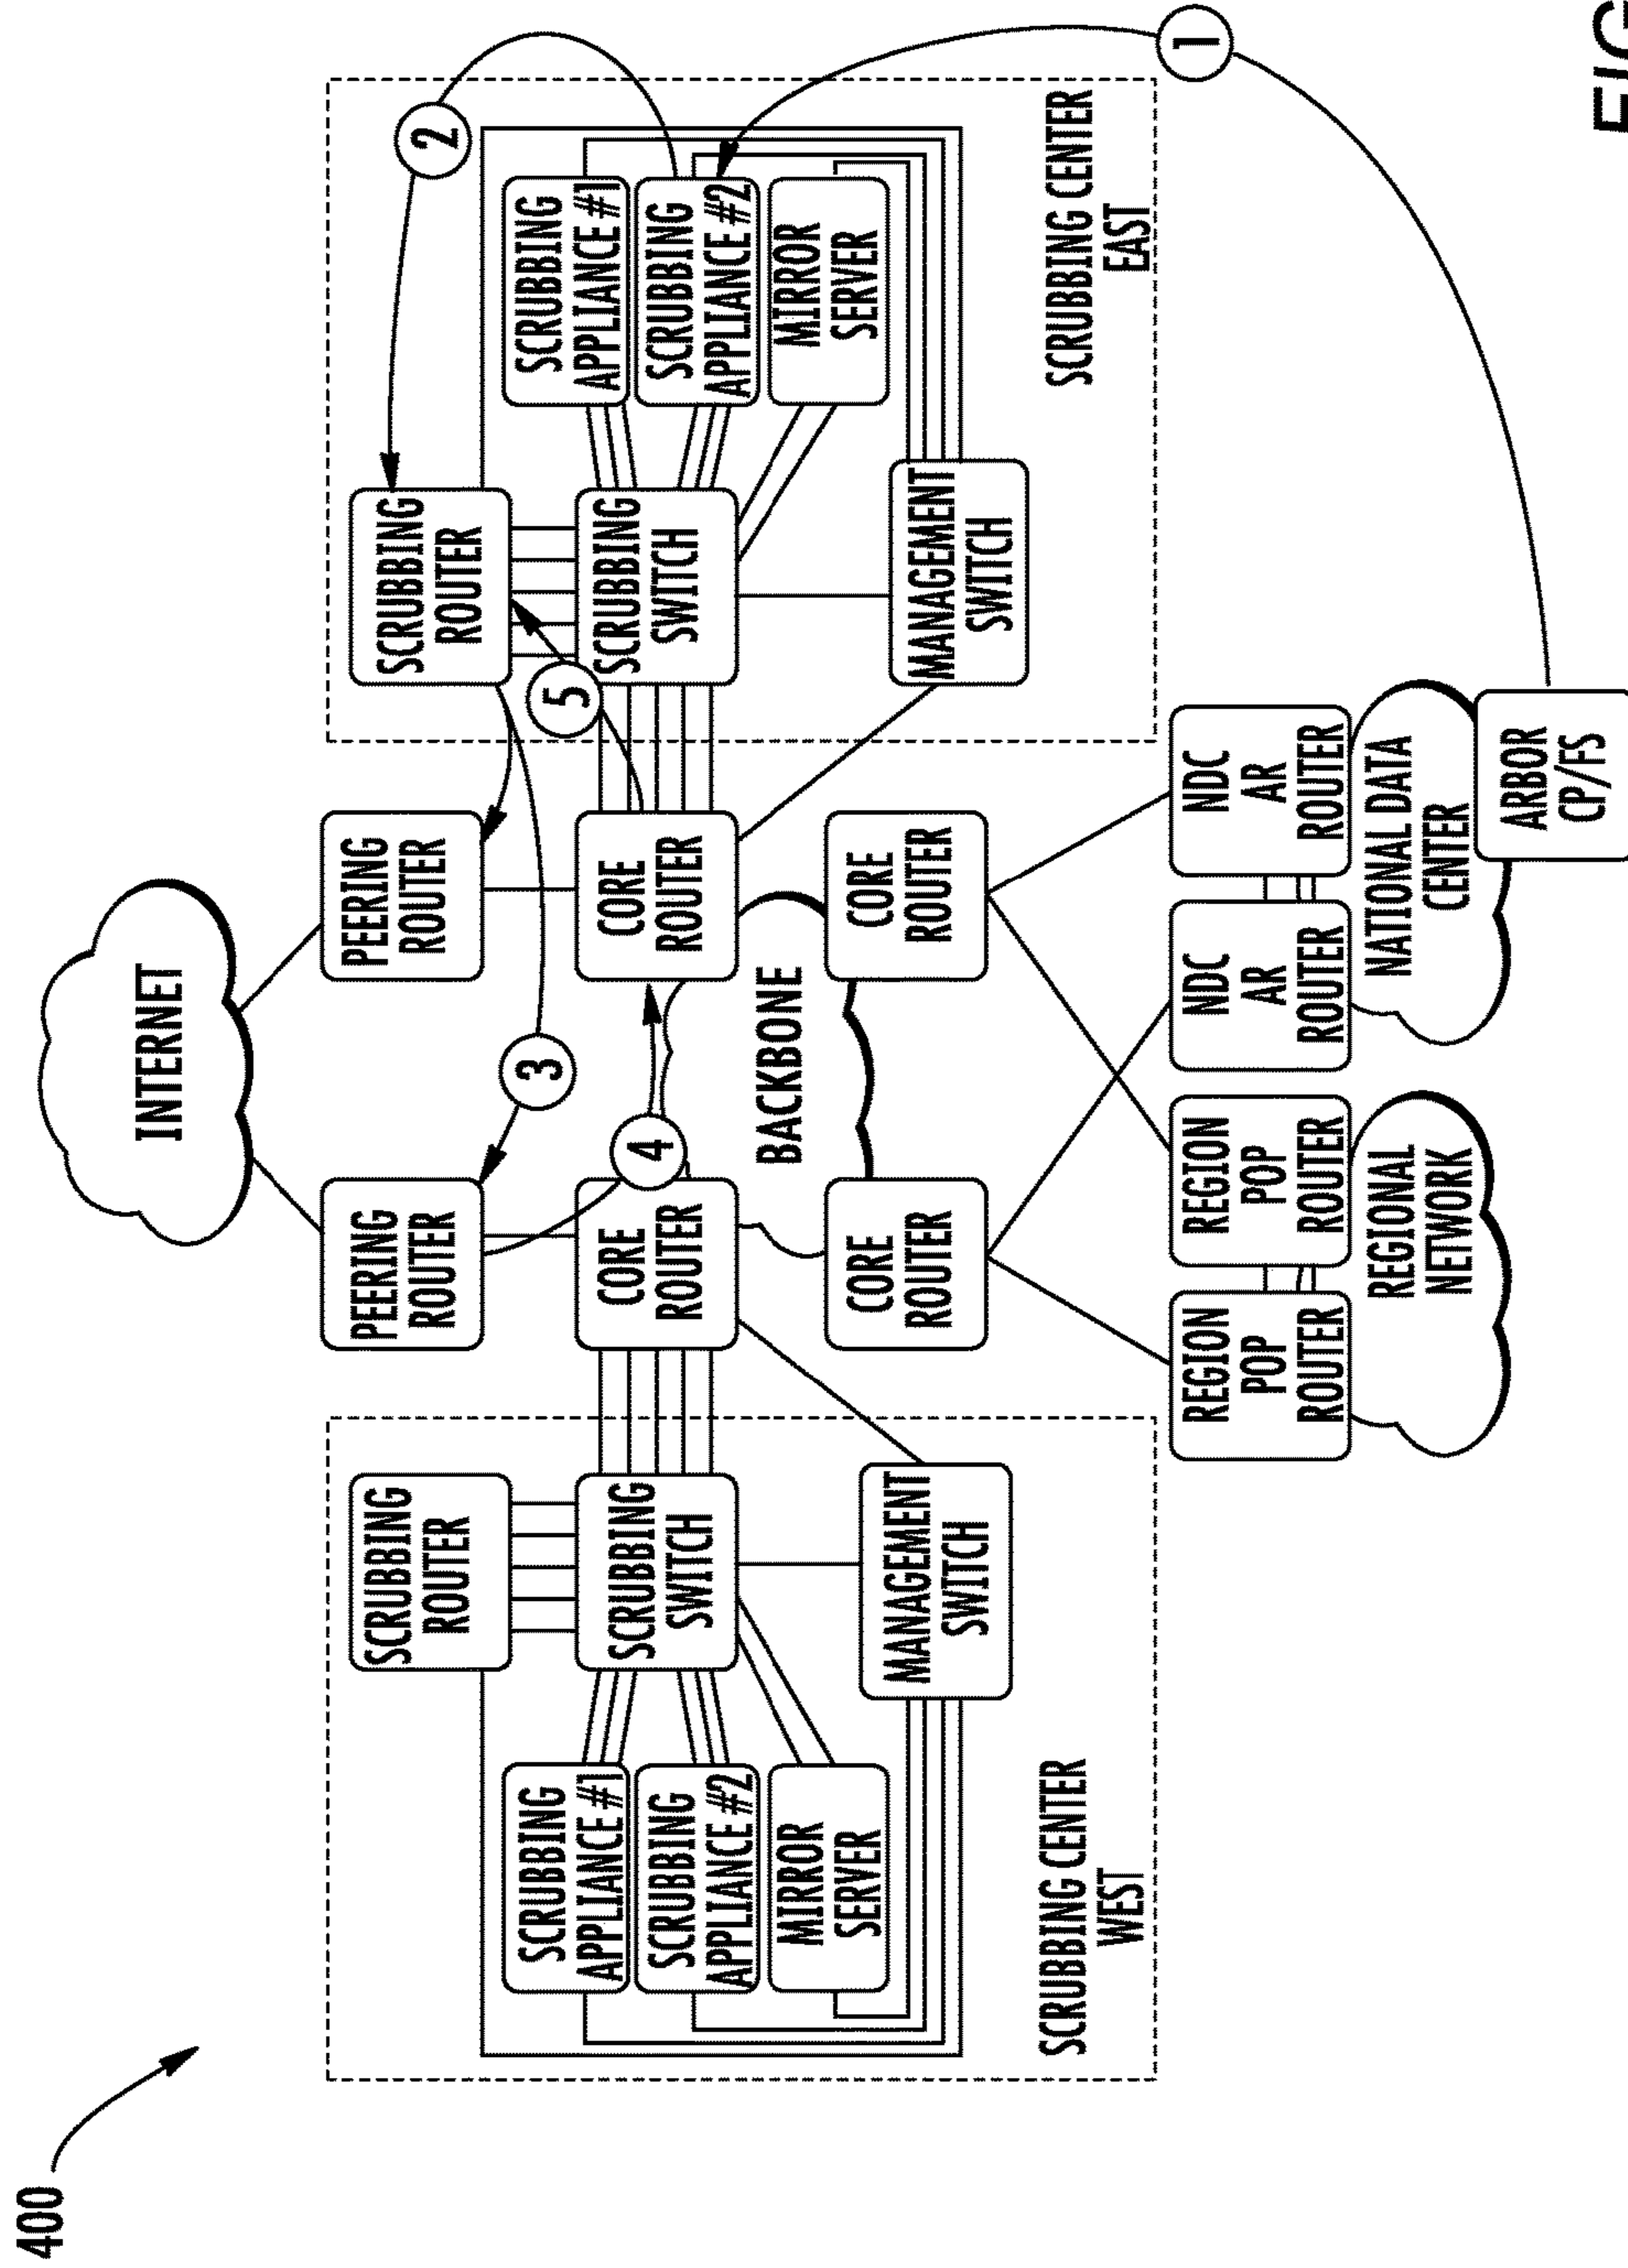 400
INTERNET
SCRUBBING
ROUTER
PEERING
ROUTER
PEERING
ROUTER
SCRUBBING
ROUTER
2
3
5
SCRUBBING
APPLIANCE #1
SCRUBBING
APPLIANCE #2
MIRROR
SERVER
SCRUBBING
SWITCH
CORE
ROUTER
4
CORE
ROUTER
SCRUBBING
SWITCH
SCRUBBING
APPLIANCE #1
SCRUBBING
APPLIANCE #2
MIRROR
SERVER
BACKBONE
MANAGEMENT
SWITCH
CORE
ROUTER
CORE
ROUTER
MANAGEMENT
SWITCH
SCRUBBING CENTER
WEST
SCRUBBING CENTER
EAST
1
REGION
POP
ROUTER
REGION
POP
ROUTER
NDC
AR
ROUTER
NDC
AR
ROUTER
REGIONAL
NETWORK
NATIONAL DATA
CENTER
ARBOR
CP/FS
FIG